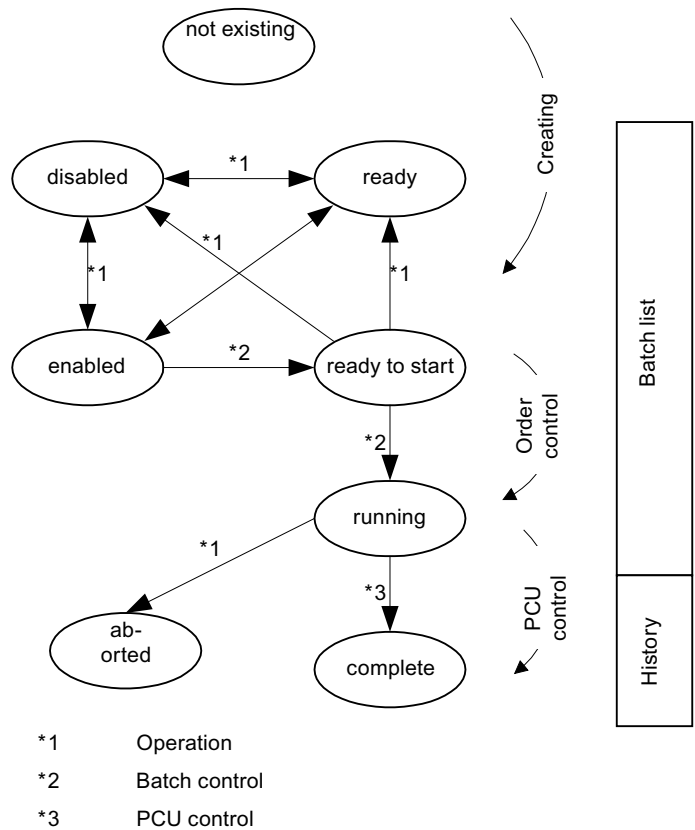 not existing
Creating
disabled
*1
ready
*1
*1
*1
enabled
*2
ready to start
Batch list
Order
control
*2
running
*1
*3
PCU
control
ab-
orted
complete
History
*1 Operation
*2 Batch control
*3 PCU control